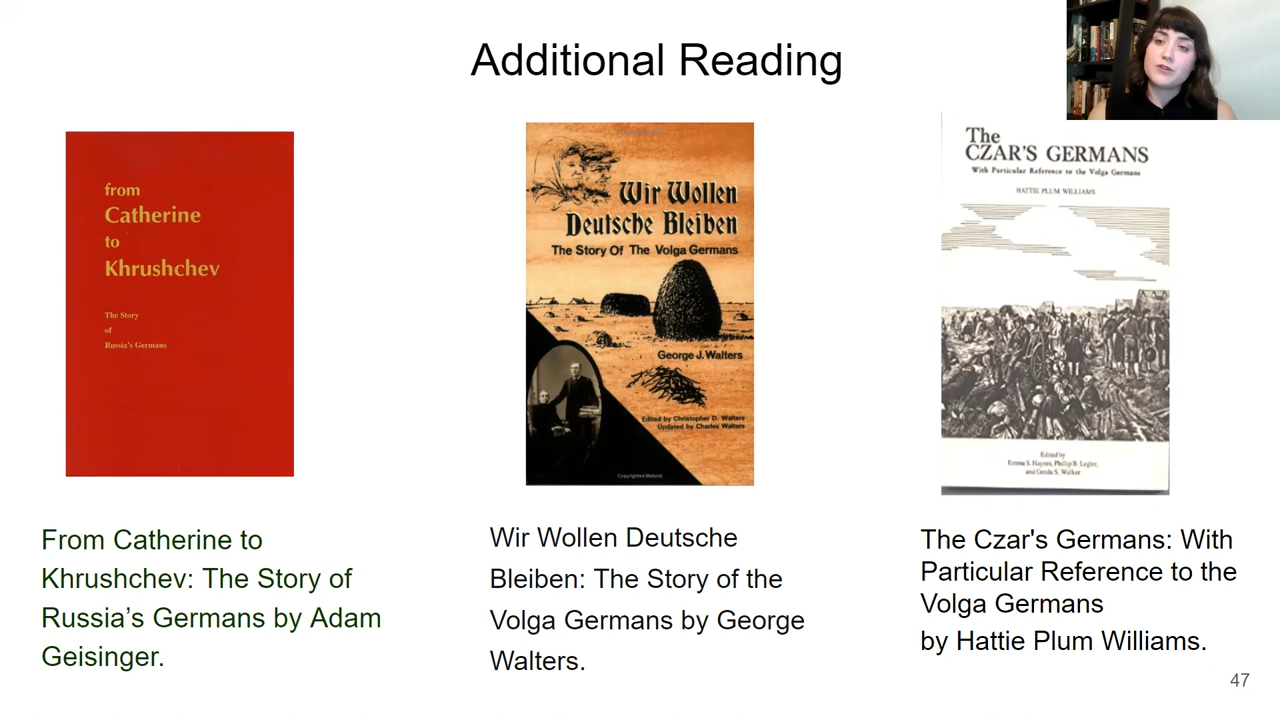 Additional Reading
from
Catherine
to
Khrushchev
The Story
of
Russia's Germans
Wir Wollen
Deutsche Bleiben
The Story Of The Volga Germans
George J. Walters
Edited by Christopher D. Walters
Updated by Charles Walters
Copyrighted Material
The
CZAR'S GERMANS
With Particular Reference to the Volga Germans
HATTIE PLUM WILLIAMS
Edited by
Emma S. Haynes, Phillip B. Legler,
and Gerda S. Walker
From Catherine to
Khrushchev: The Story of
Russia’s Germans by Adam
Geisinger.
Wir Wollen Deutsche
Bleiben: The Story of the
Volga Germans by George
Walters.
The Czar's Germans: With
Particular Reference to the
Volga Germans
by Hattie Plum Williams.
47